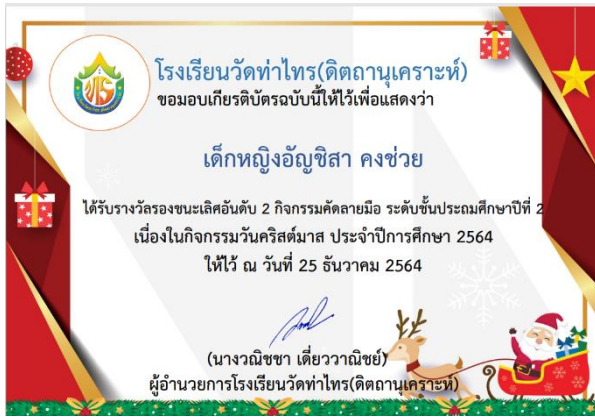 โรงเรียนวัดท่าไทร(ดิตถานุเคราะห์)
ขอมอบเกียรติบัตรฉบับนี้ให้ไว้เพื่อแสดงว่า
เด็กหญิงอัญชิสา คงช่วย
ได้รับรางวัลรองชนะเลิศอันดับ 2 กิจกรรมคัดลายมือ ระดับชั้นประถมศึกษาปีที่ 2
เนื่องในกิจกรรมวันคริสต์มาส ประจำปีการศึกษา 2564
ให้ไว้ ณ วันที่ 25 ธันวาคม 2564
(นางวณิชชา เดี่ยววาณิชย์)
ผู้อำนวยการโรงเรียนวัดท่าไทร(ดิตถานุเคราะห์)